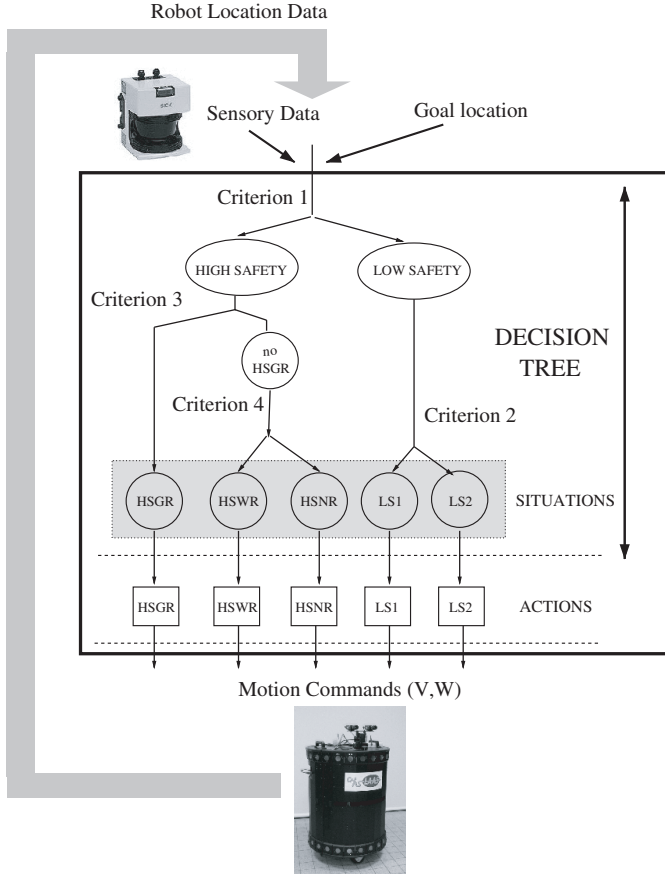 Robot Location Data
SICK
Sensory Data
Goal location
Criterion 1
HIGH SAFETY
LOW SAFETY
Criterion 3
no
HSGR
DECISION
TREE
Criterion 4
Criterion 2
HSGR
HSWR
HSNR
LS1
LS2
SITUATIONS
HSGR
HSWR
HSNR
LS1
LS2
ACTIONS
Motion Commands (V,W)